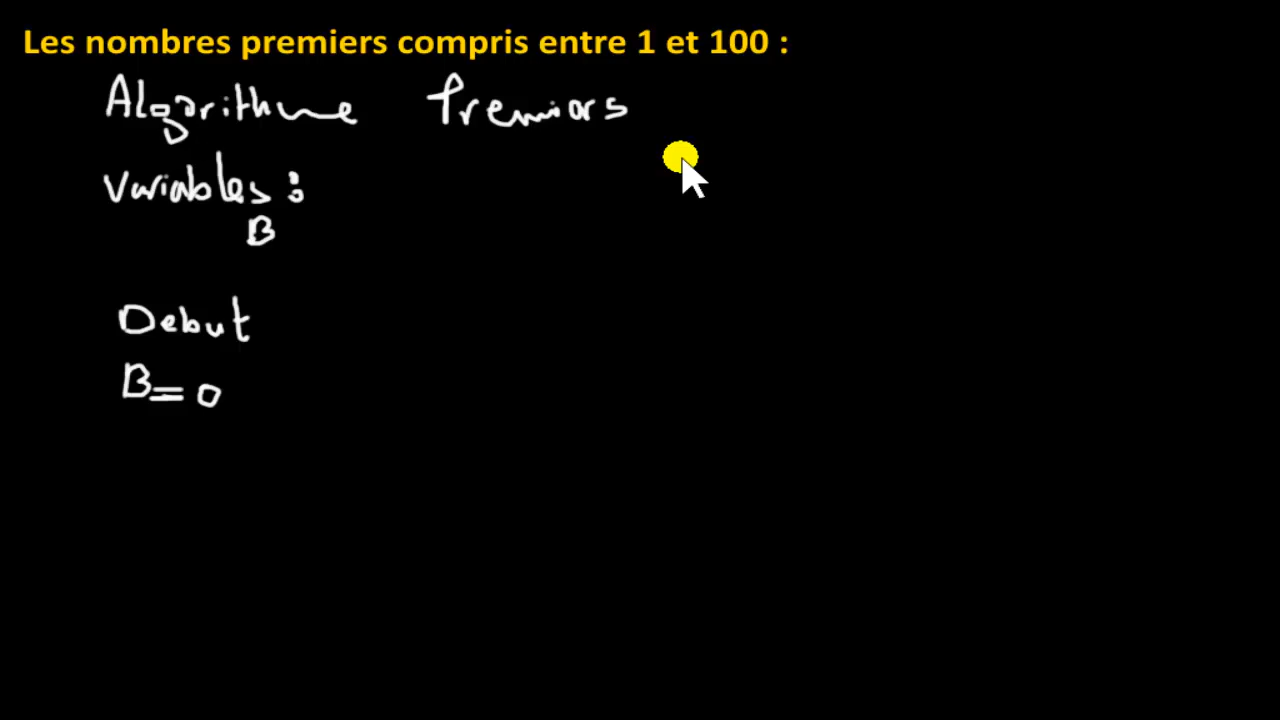 Les nombres premiers compris entre 1 et 100 :
Algorithme Premiers
Variables :
B
Debut
B = 0